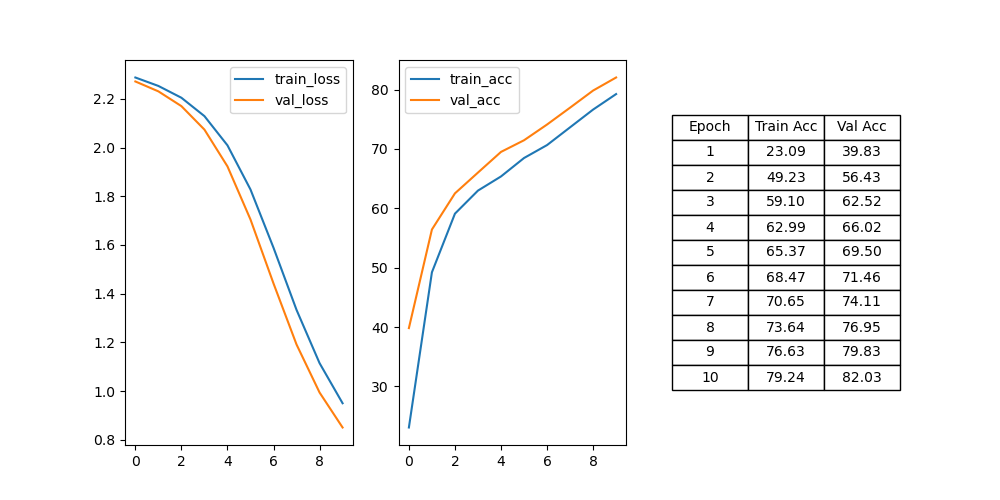 train_loss
val_loss
2.2
2.0
1.8
1.6
1.4
1.2
1.0
0.8
0 2 4 6 8
train_acc
val_acc
80
70
60
50
40
30
0 2 4 6 8
Epoch Train Acc Val Acc
1 23.09 39.83
2 49.23 56.43
3 59.10 62.52
4 62.99 66.02
5 65.37 69.50
6 68.47 71.46
7 70.65 74.11
8 73.64 76.95
9 76.63 79.83
10 79.24 82.03